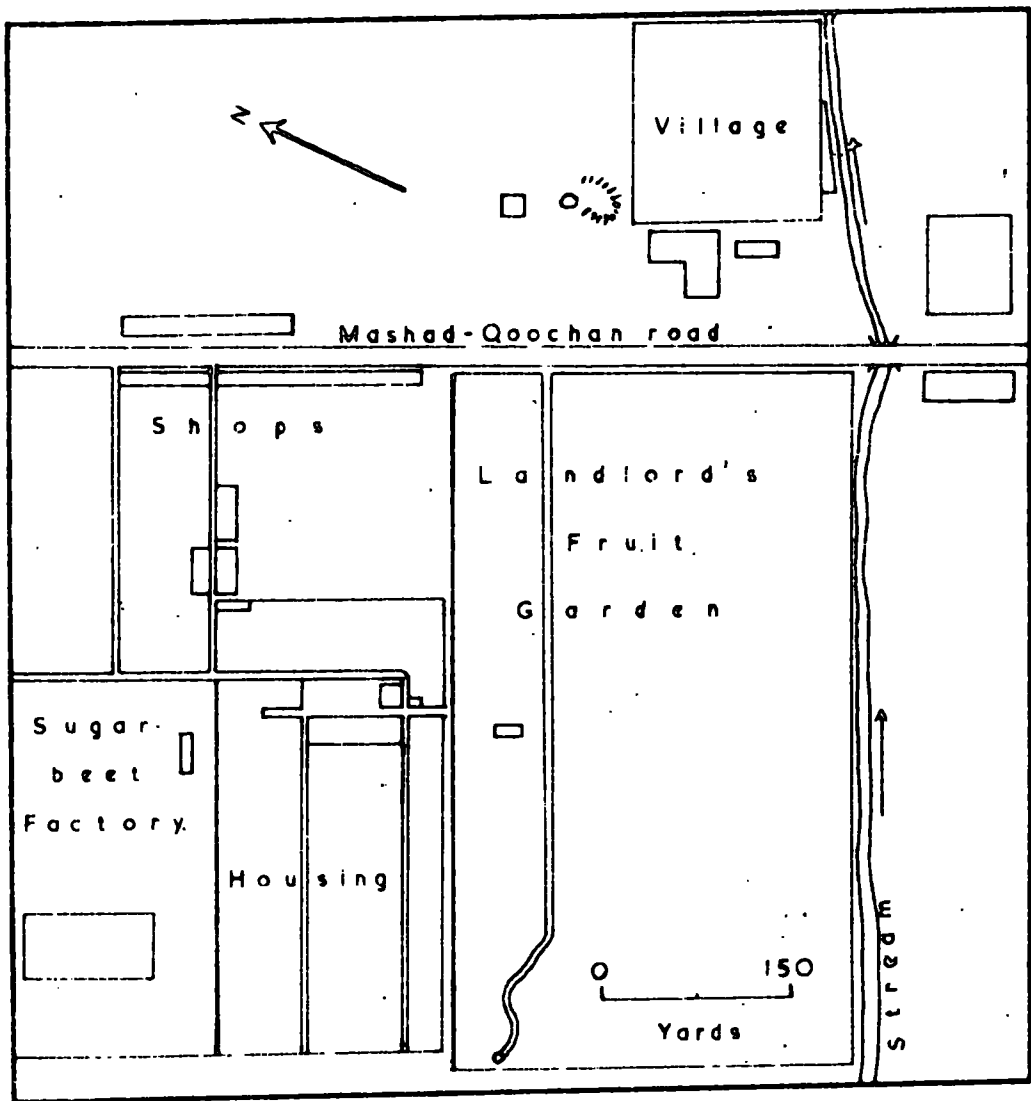 Village
N
Mashad-Qoochan road
Shops
Landlord's
Fruit
Garden
Sugar-
beet
Factory.
Housing
0 150
Yards
Stream